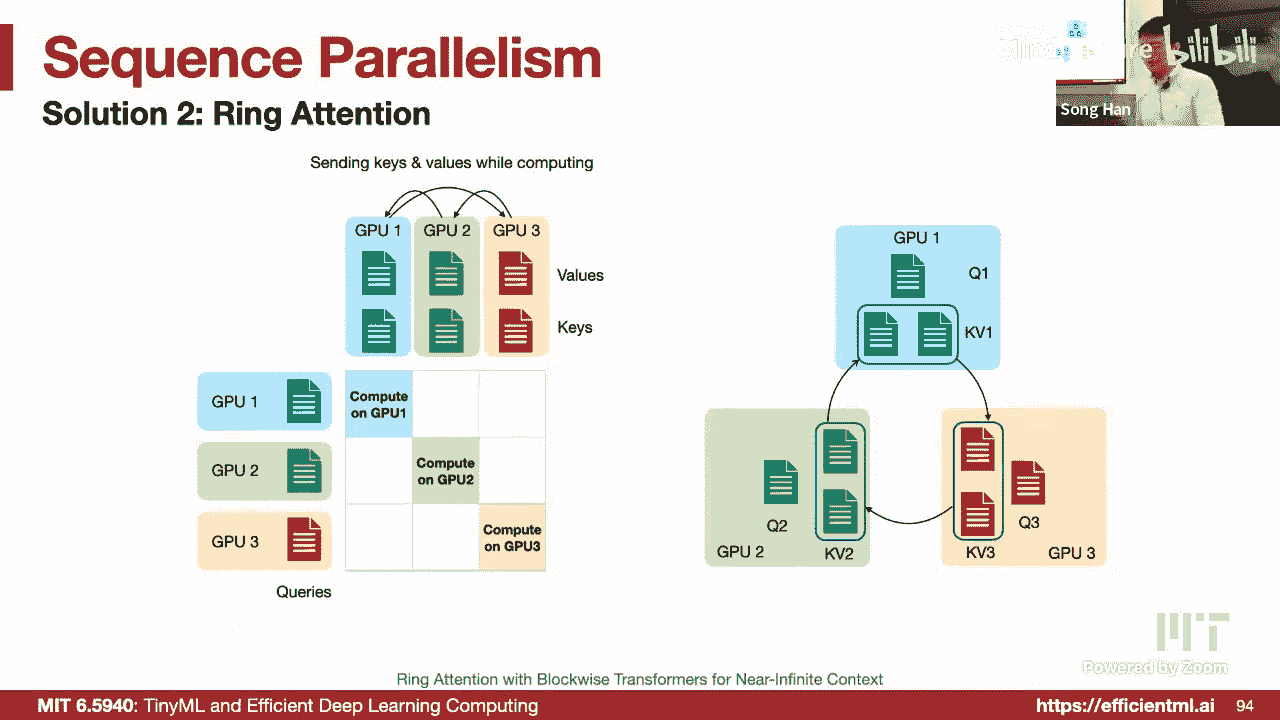 Sequence Parallelism
Solution 2: Ring Attention
bilibili
Song Han
Sending keys & values while computing
GPU 1
GPU 2
GPU 3
Values
Keys
GPU 1
GPU 2
GPU 3
Compute
on GPU1
Compute
on GPU2
Compute
on GPU3
Queries
GPU 1
Q1
KV1
Q2
GPU 2
KV2
KV3
Q3
GPU 3
MIT
Powered by Zoom
Ring Attention with Blockwise Transformers for Near-Infinite Context
MIT 6.5940: TinyML and Efficient Deep Learning Computing
https://efficientml.ai
94